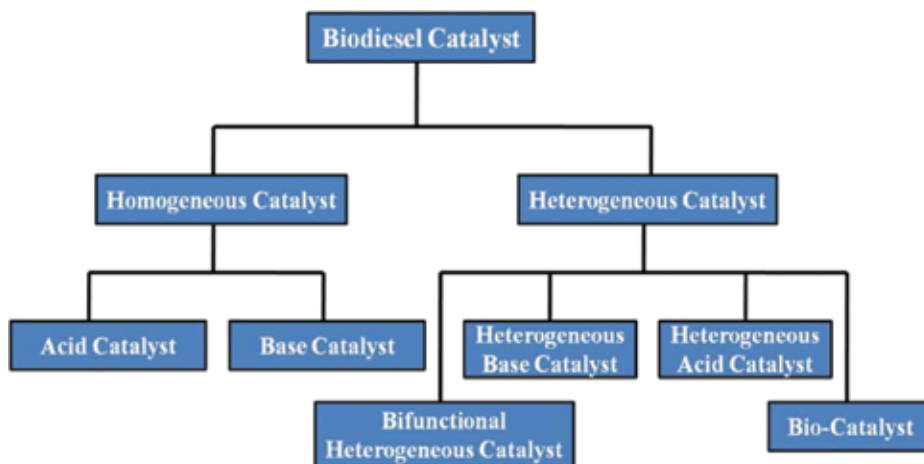 Biodiesel Catalyst
Homogeneous Catalyst
Heterogeneous Catalyst
Acid Catalyst
Base Catalyst
Heterogeneous
Base Catalyst
Heterogeneous
Acid Catalyst
Bifunctional
Heterogeneous Catalyst
Bio-Catalyst